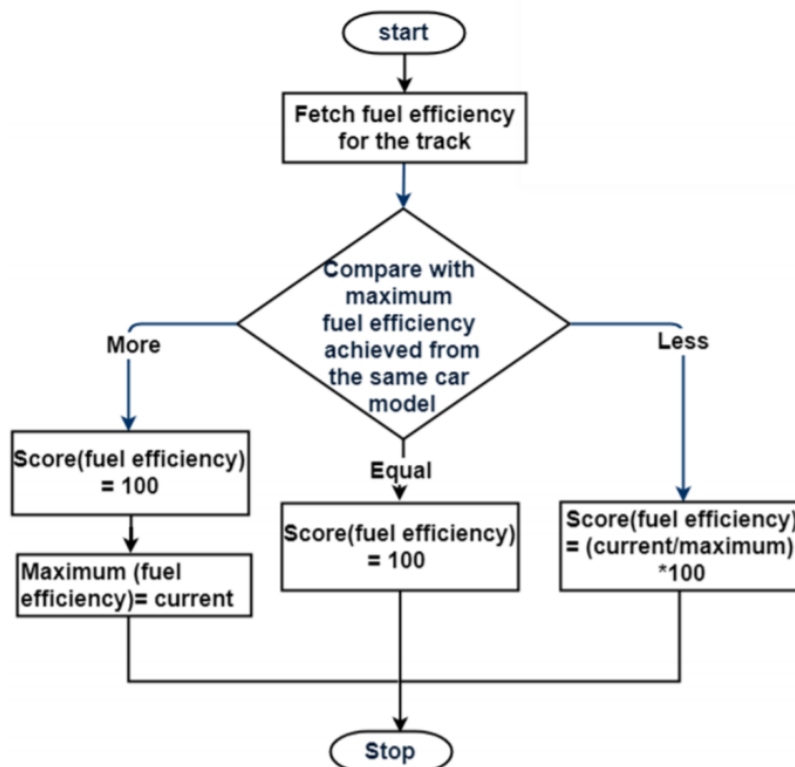 start
Fetch fuel efficiency
for the track
Compare with
maximum
fuel efficiency
achieved from
the same car
model
More
Less
Equal
Score(fuel efficiency)
= 100
Maximum (fuel
efficiency)= current
Score(fuel efficiency)
= 100
Score(fuel efficiency)
= (current/maximum)
*100
Stop